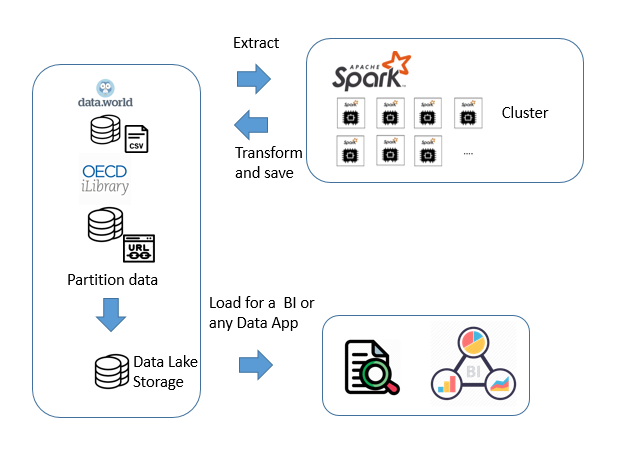 Extract
data.world
CSV
OECD
iLibrary
URL
Partition data
Data Lake
Storage
Transform
and save
APACHE
Spark
Spark Spark Spark Spark
Spark Spark Spark ....
Cluster
Load for a BI or
any Data App
BI